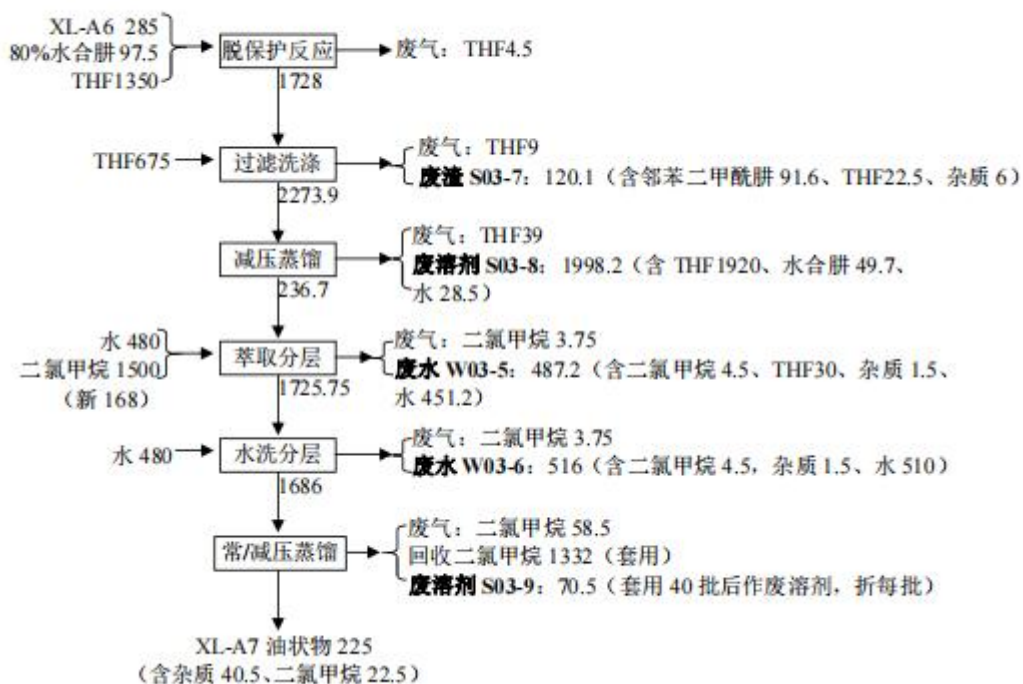 XL-A6 285
80%水合肼 97.5
THF1350
脱保护反应
废气：THF4.5
1728
THF675
过滤洗涤
废气：THF9
废渣 S03-7：120.1（含邻苯二甲酰肼 91.6、THF22.5、杂质 6）
2273.9
减压蒸馏
废气：THF39
废溶剂 S03-8：1998.2（含 THF1920、水合肼 49.7、
水 28.5）
236.7
水 480
二氯甲烷 1500
（新 168）
萃取分层
废气：二氯甲烷 3.75
废水 W03-5：487.2（含二氯甲烷 4.5、THF30、杂质 1.5、
水 451.2）
1725.75
水 480
水洗分层
废气：二氯甲烷 3.75
废水 W03-6：516（含二氯甲烷 4.5，杂质 1.5、水 510）
1686
常/减压蒸馏
废气：二氯甲烷 58.5
回收二氯甲烷 1332（套用）
废溶剂 S03-9：70.5（套用 40 批后作废溶剂，折每批）
XL-A7 油状物 225
（含杂质 40.5、二氯甲烷 22.5）